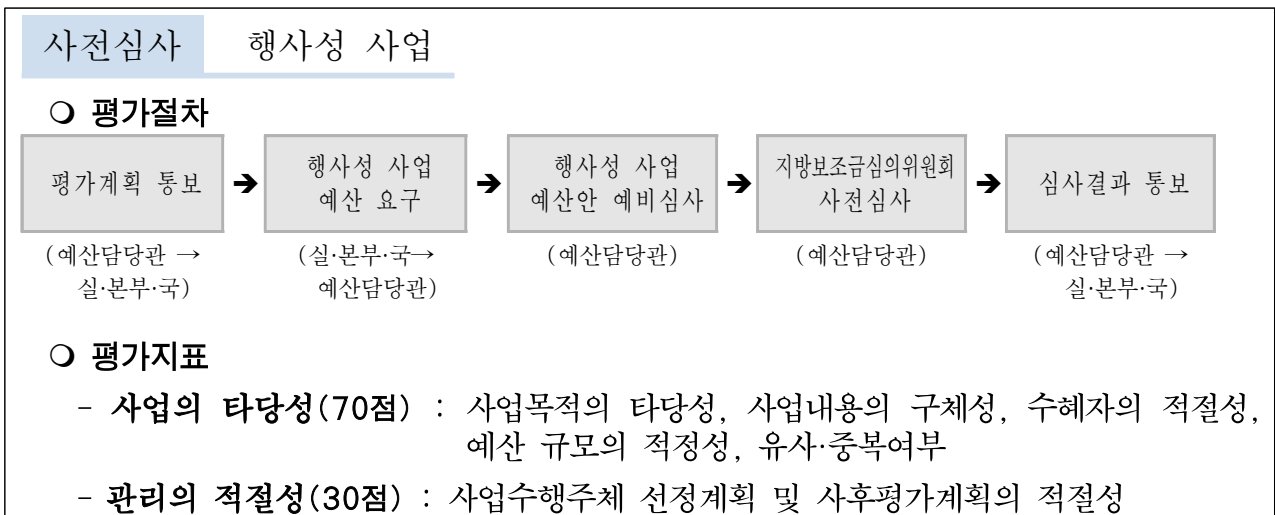 사전심사 행사성 사업
❍ 평가절차
평가계획 통보 ➔ 행사성 사업 예산 요구 ➔ 행사성 사업 예산안 예비심사 ➔ 지방보조금심의위원회 사전심사 ➔ 심사결과 통보
(예산담당관 → 실·본부·국) (실·본부·국→ 예산담당관) (예산담당관) (예산담당관) (예산담당관 → 실·본부·국)
❍ 평가지표
- 사업의 타당성(70점) : 사업목적의 타당성, 사업내용의 구체성, 수혜자의 적절성,
예산 규모의 적정성, 유사·중복여부
- 관리의 적절성(30점) : 사업수행주체 선정계획 및 사후평가계획의 적절성